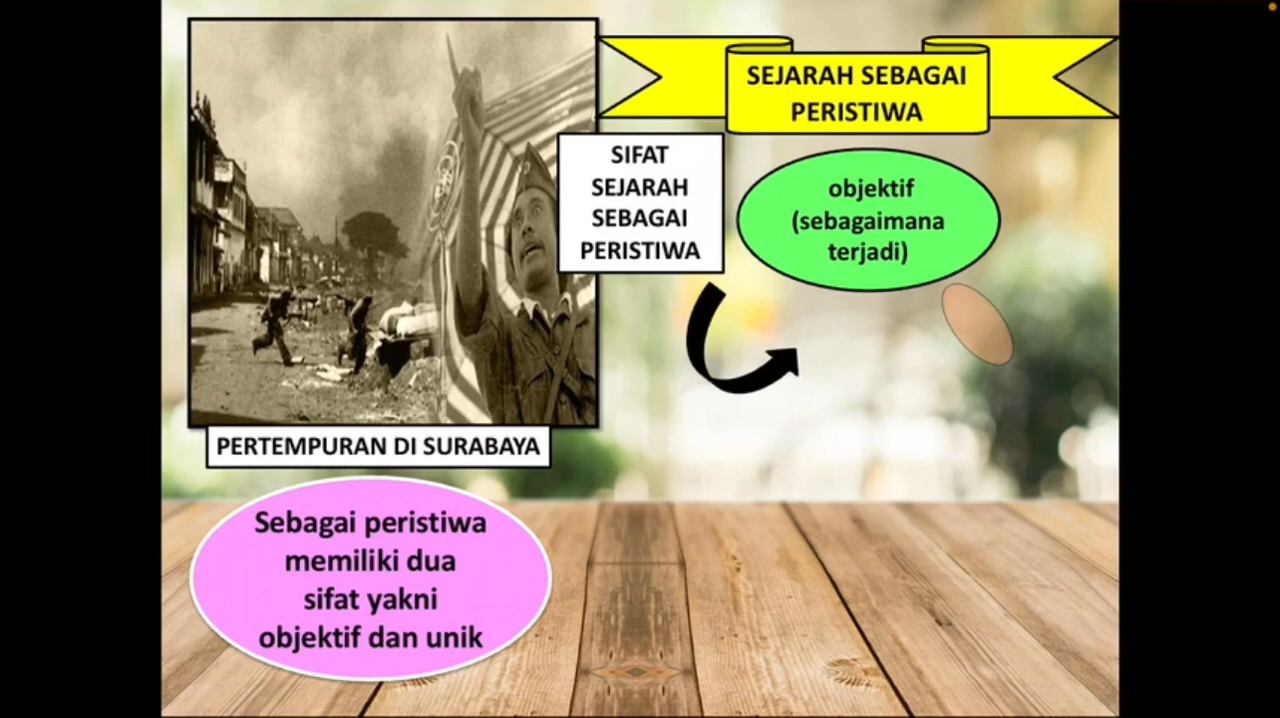 SEJARAH SEBAGAI
PERISTIWA
SIFAT
SEJARAH
SEBAGAI
PERISTIWA
objektif
(sebagaimana
terjadi)
PERTEMPURAN DI SURABAYA
Sebagai peristiwa
memiliki dua
sifat yakni
objektif dan unik